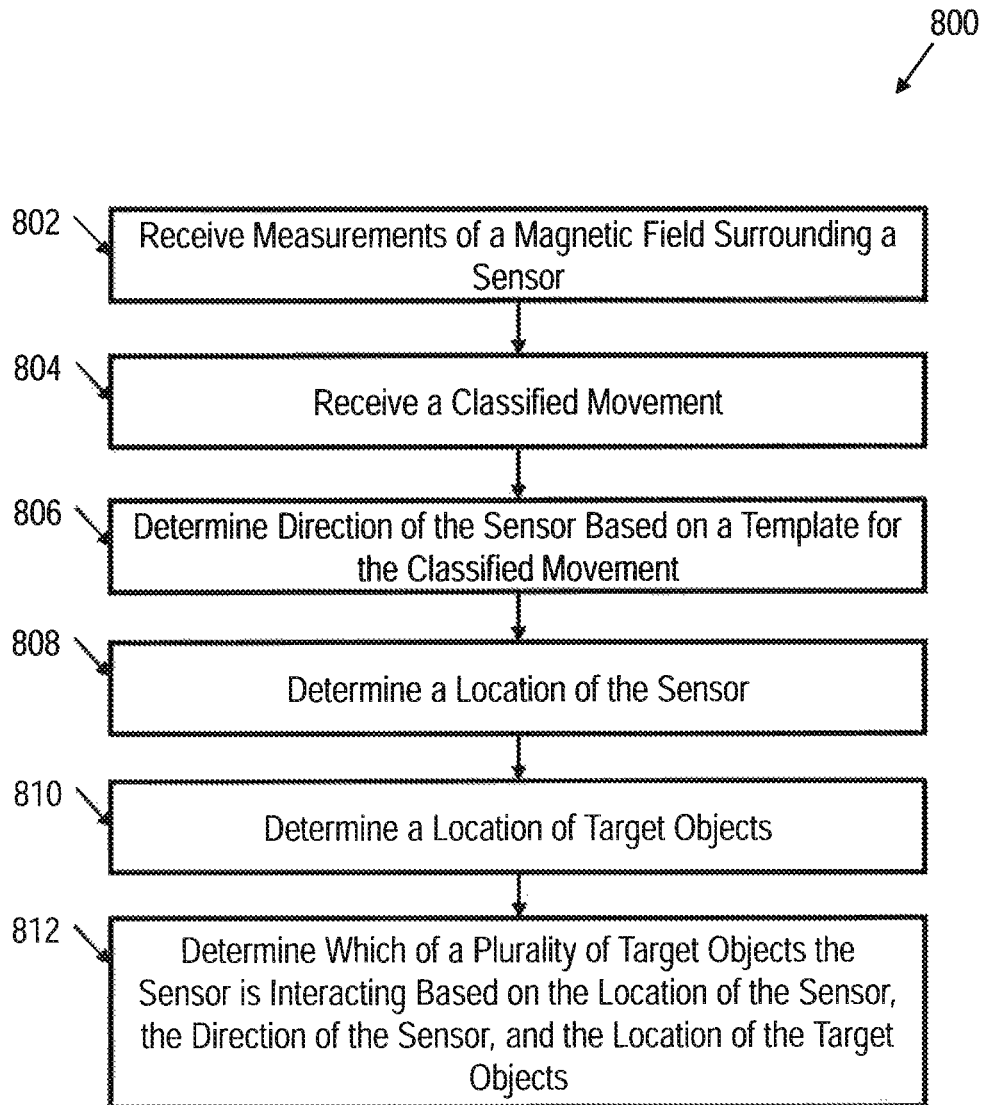 800
802
Receive Measurements of a Magnetic Field Surrounding a
Sensor
804
Receive a Classified Movement
806
Determine Direction of the Sensor Based on a Template for
the Classified Movement
808
Determine a Location of the Sensor
810
Determine a Location of Target Objects
812
Determine Which of a Plurality of Target Objects the
Sensor is Interacting Based on the Location of the Sensor,
the Direction of the Sensor, and the Location of the Target
Objects